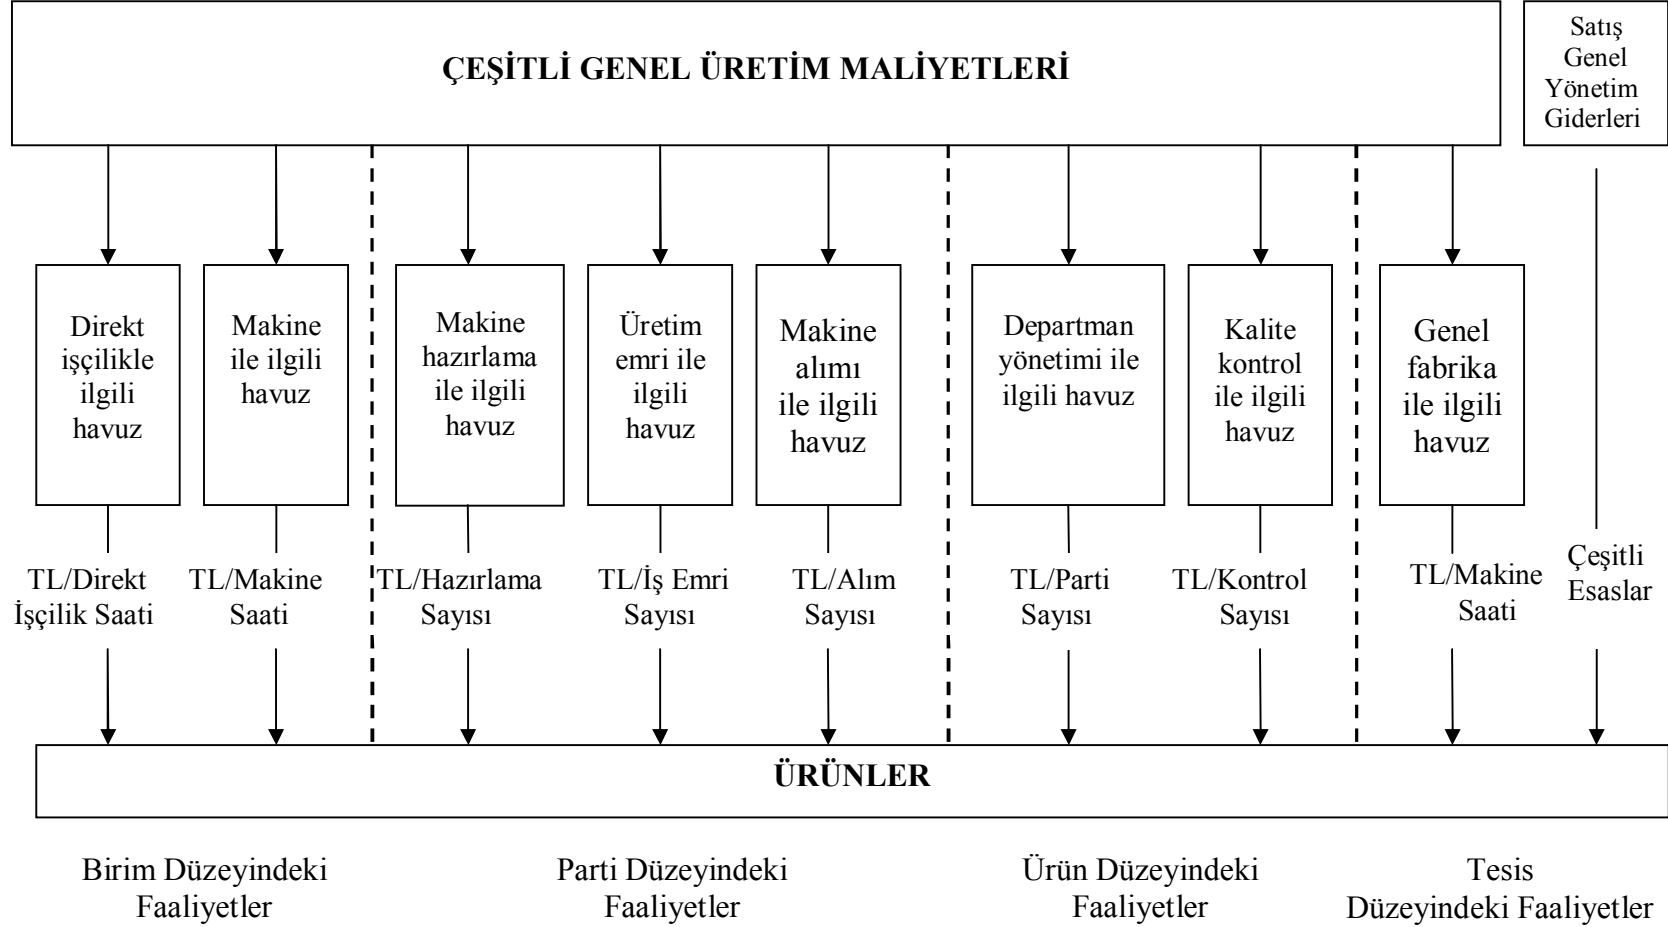 ÇEŞİTLİ GENEL ÜRETİM MALİYETLERİ
Satış
Genel
Yönetim
Giderleri
Direkt
işçilikle
ilgili
havuz
Makine
ile ilgili
havuz
Makine
hazırlama
ile ilgili
havuz
Üretim
emri ile
ilgili
havuz
Makine
alımı
ile ilgili
havuz
Departman
yönetimi ile
ilgili havuz
Kalite
kontrol
ile ilgili
havuz
Genel
fabrika
ile ilgili
havuz
TL/Direkt
İşçilik Saati
TL/Makine
Saati
TL/Hazırlama
Sayısı
TL/İş Emri
Sayısı
TL/Alım
Sayısı
TL/Parti
Sayısı
TL/Kontrol
Sayısı
TL/Makine
Saati
Çeşitli
Esaslar
ÜRÜNLER
Birim Düzeyindeki
Faaliyetler
Parti Düzeyindeki
Faaliyetler
Ürün Düzeyindeki
Faaliyetler
Tesis
Düzeyindeki Faaliyetler